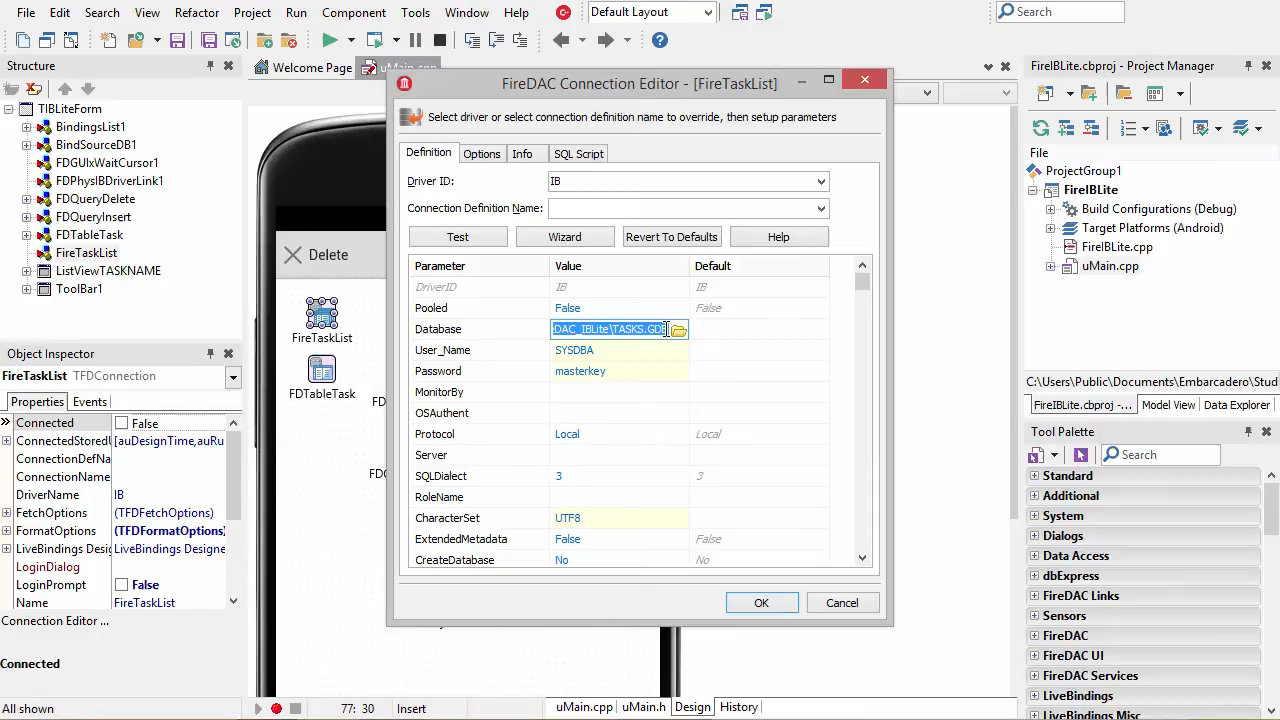 File Edit Search View Refactor Project Run Component Tools Window Help Default Layout Search
Structure
TIBLiteForm
BindingsList1
BindSourceDB1
FDGUIxWaitCursor1
FDPhysIBDriverLink1
FDQueryDelete
FDQueryInsert
FDTableTask
FireTaskList
ListViewTASKNAME
ToolBar1
Object Inspector
FireTaskList TFDConnection
Properties Events
Connected False
ConnectedStored [auDesignTime,auRu
ConnectionDefNa
ConnectionName
DriverName IB
FetchOptions (TFDFetchOptions)
FormatOptions (TFDFormatOptions)
LiveBindings Desig LiveBindings Designe
LoginDialog
LoginPrompt False
Name FireTaskList
Connection Editor ...
Connected
All shown
Welcome Page uMain.cpp
Delete
FireTaskList
FDTableTask
FD
FDC
77: 30 Insert uMain.cpp uMain.h Design History
FireDAC Connection Editor - [FireTaskList]
Select driver or select connection definition name to override, then setup parameters
Definition Options Info SQL Script
Driver ID: IB
Connection Definition Name:
Test Wizard Revert To Defaults Help
Parameter Value Default
DriverID IB IB
Pooled False False
Database DAC_IBLite\TASKS.GDB
User_Name SYSDBA
Password masterkey
MonitorBy
OSAuthent
Protocol Local Local
Server
SQLDialect 3 3
RoleName
CharacterSet UTF8
ExtendedMetadata False False
CreateDatabase No No
OK Cancel
FireIBLite.cbproj - Project Manager
File
ProjectGroup1
FireIBLite
Build Configurations (Debug)
Target Platforms (Android)
FireIBLite.cpp
uMain.cpp
C:\Users\Public\Documents\Embarcadero\Stud
FireIBLite.cbproj -... Model View Data Explorer
Tool Palette
Search
Standard
Additional
System
Dialogs
Data Access
dbExpress
FireDAC Links
Sensors
FireDAC
FireDAC UI
FireDAC Services
LiveBindings
LiveBindings Misc